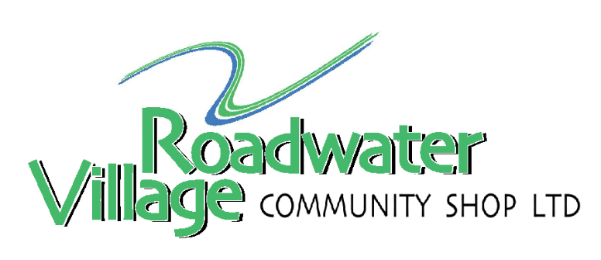 Roadwater
Village COMMUNITY SHOP LTD